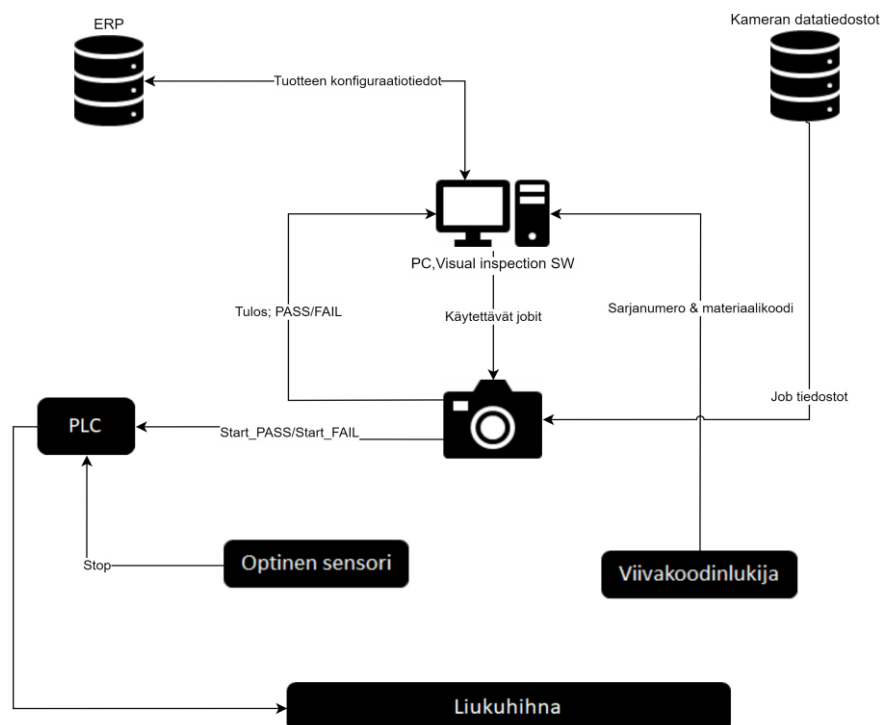 ERP
Kameran datatiedostot
Tuotteen konfiguraatiotiedot
PC,Visual inspection SW
Tulos; PASS/FAIL
Käytettävät jobit
Sarjanumero & materiaalikoodi
Job tiedostot
PLC
Start_PASS/Start_FAIL
Optinen sensori
Stop
Viivakoodinlukija
Liukuhihna